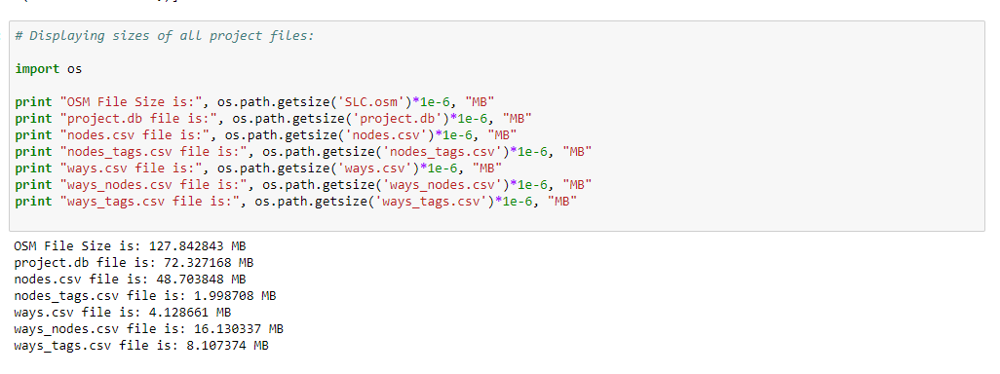 # Displaying sizes of all project files:
import os
print "OSM File Size is:", os.path.getsize('SLC.osm')*1e-6, "MB"
print "project.db file is:", os.path.getsize('project.db')*1e-6, "MB"
print "nodes.csv file is:", os.path.getsize('nodes.csv')*1e-6, "MB"
print "nodes_tags.csv file is:", os.path.getsize('nodes_tags.csv')*1e-6, "MB"
print "ways.csv file is:", os.path.getsize('ways.csv')*1e-6, "MB"
print "ways_nodes.csv file is:", os.path.getsize('ways_nodes.csv')*1e-6, "MB"
print "ways_tags.csv file is:", os.path.getsize('ways_tags.csv')*1e-6, "MB"
OSM File Size is: 127.842843 MB
project.db file is: 72.327168 MB
nodes.csv file is: 48.703848 MB
nodes_tags.csv file is: 1.998708 MB
ways.csv file is: 4.128661 MB
ways_nodes.csv file is: 16.130337 MB
ways_tags.csv file is: 8.107374 MB